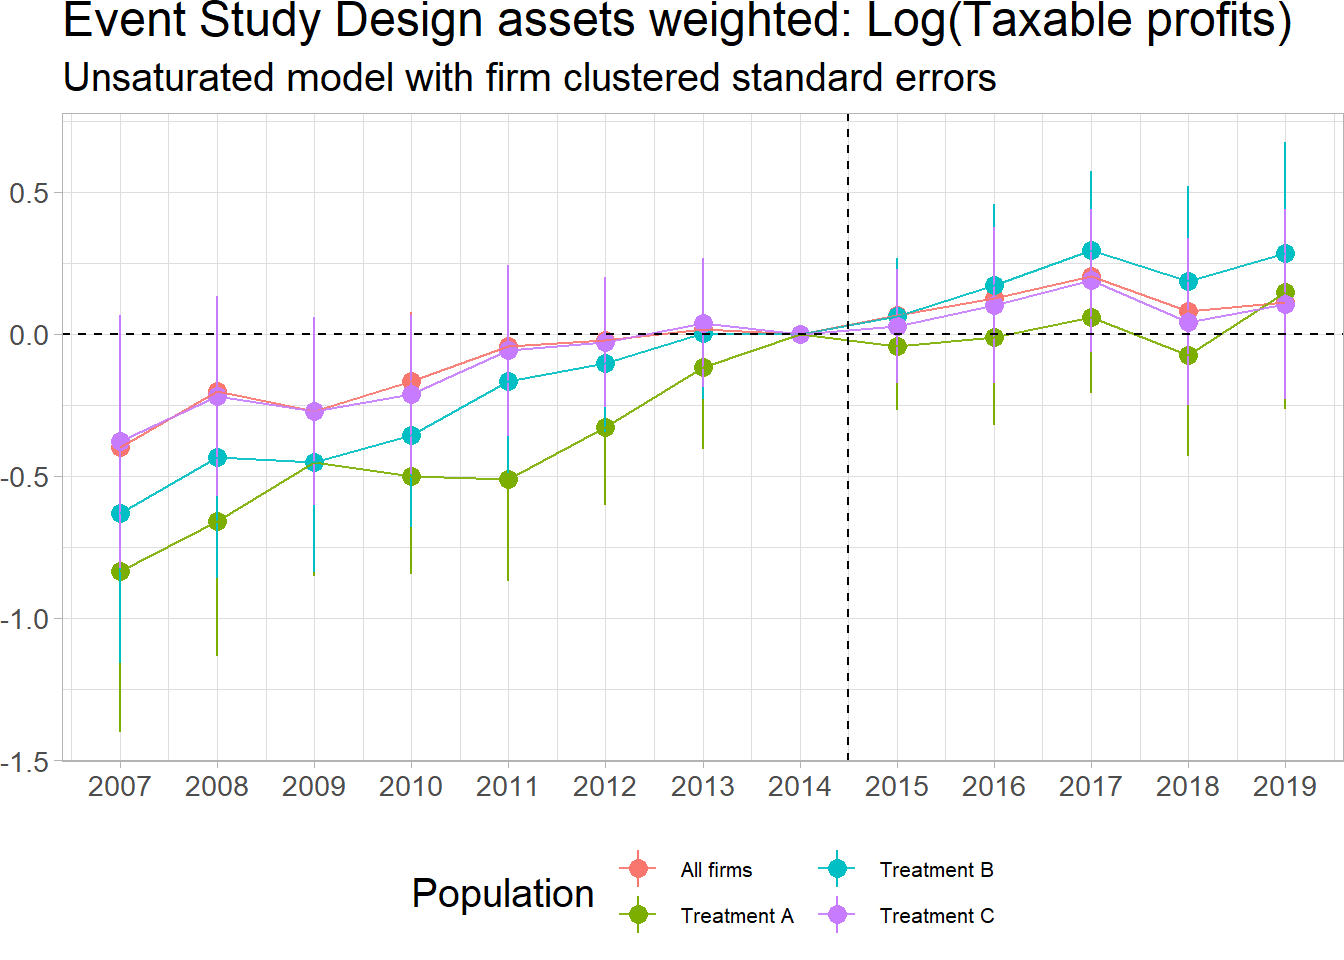 Event Study Design assets weighted: Log(Taxable profits)
Unsaturated model with firm clustered standard errors
0.5
0.0
-0.5
-1.0
-1.5
2007 2008 2009 2010 2011 2012 2013 2014 2015 2016 2017 2018 2019
Population
All firms Treatment B
Treatment A Treatment C